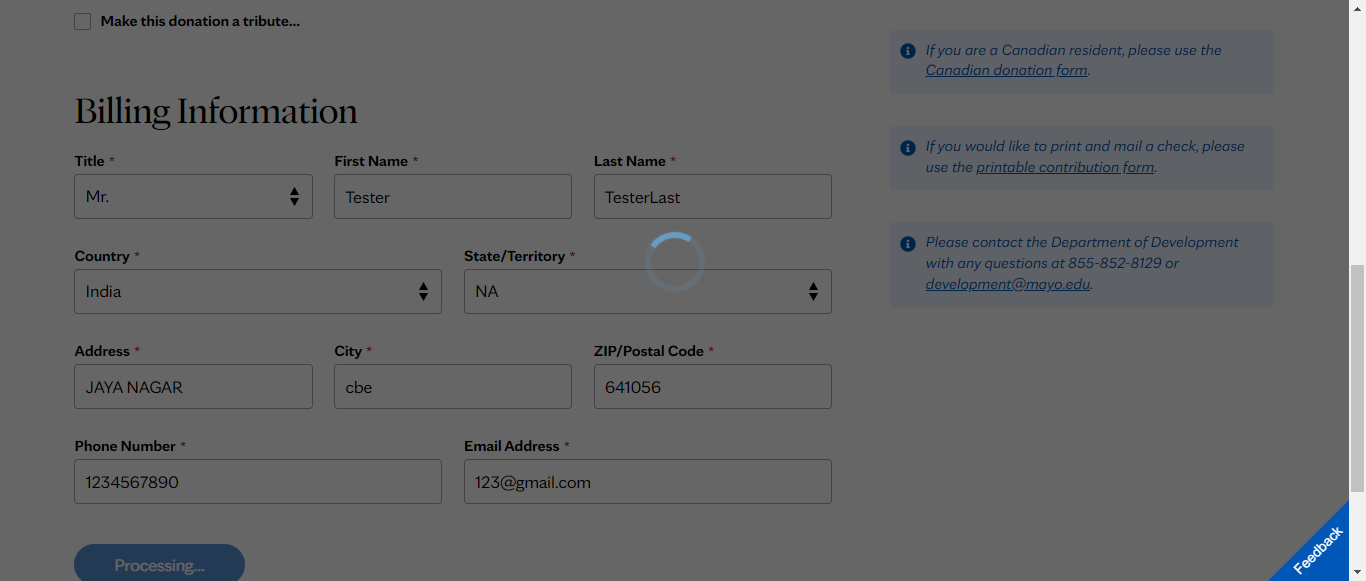 Make this donation a tribute...
If you are a Canadian resident, please use the
Canadian donation form.
Billing Information
If you would like to print and mail a check, please
use the printable contribution form.
Title *
First Name *
Last Name *
Mr.
Tester
TesterLast
Please contact the Department of Development
with any questions at 855-852-8129 or
development@mayo.edu.
Country *
State/Territory *
India
NA
Address *
City *
ZIP/Postal Code *
JAYA NAGAR
cbe
641056
Phone Number *
Email Address *
1234567890
123@gmail.com
Processing...
Feedback